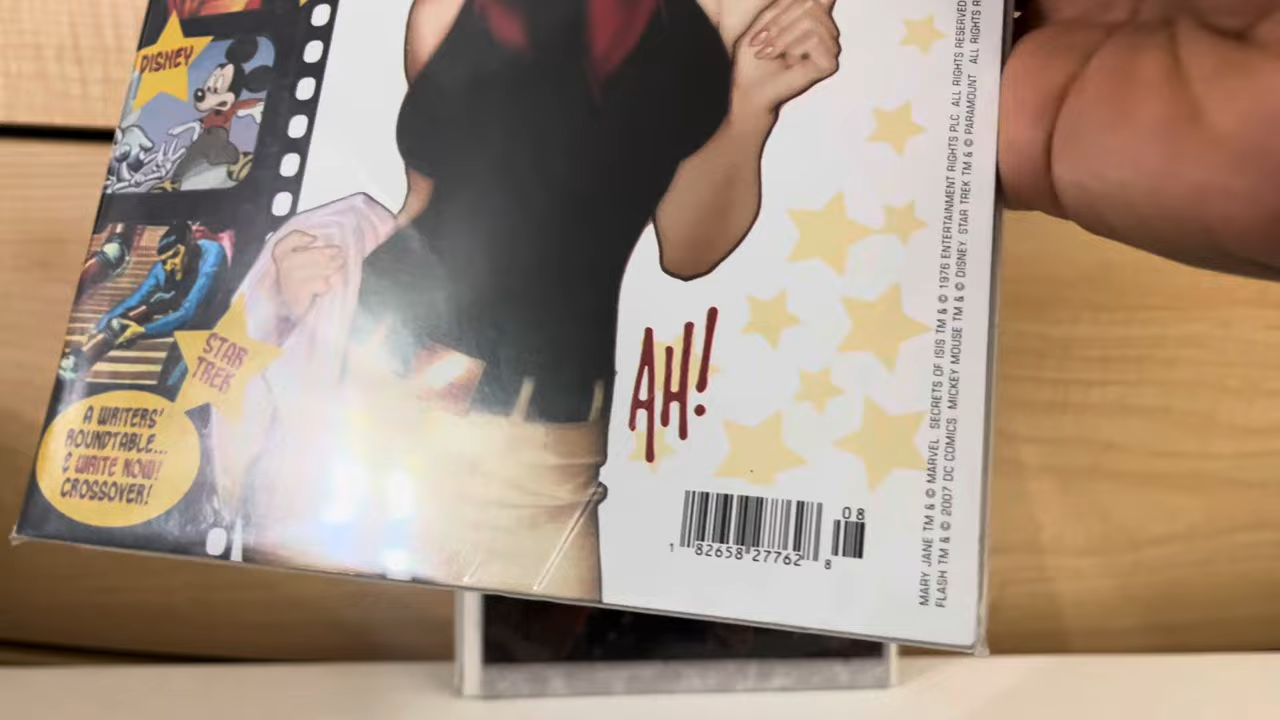 DISNEY
STAR
TREK
A WRITERS'
ROUNDTABLE...
& WRITE NOW!
CROSSOVER!
AH!
08
1 82658 27762 8
MARY JANE TM & © MARVEL SECRETS OF ISIS TM & © 1976 ENTERTAINMENT RIGHTS PLC. ALL RIGHTS RESERVED
FLASH TM & © 2007 DC COMICS. MICKEY MOUSE TM & © DISNEY. STAR TREK TM & © PARAMOUNT ALL RIGHTS